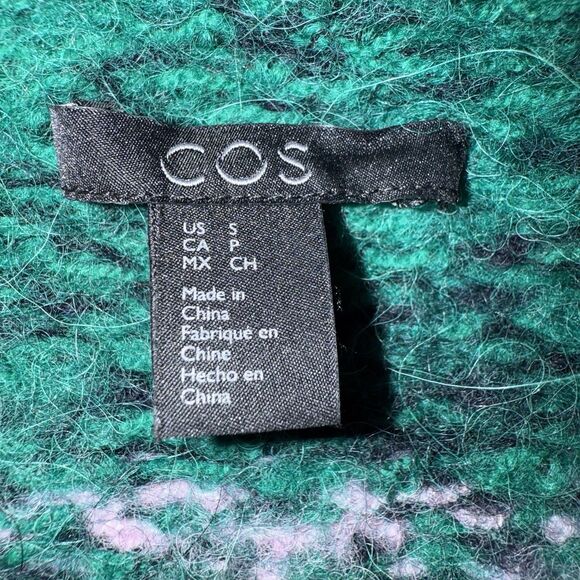 COS
US S
CA P
MX CH
Made in
China
Fabriqué en
Chine
Hecho en
China